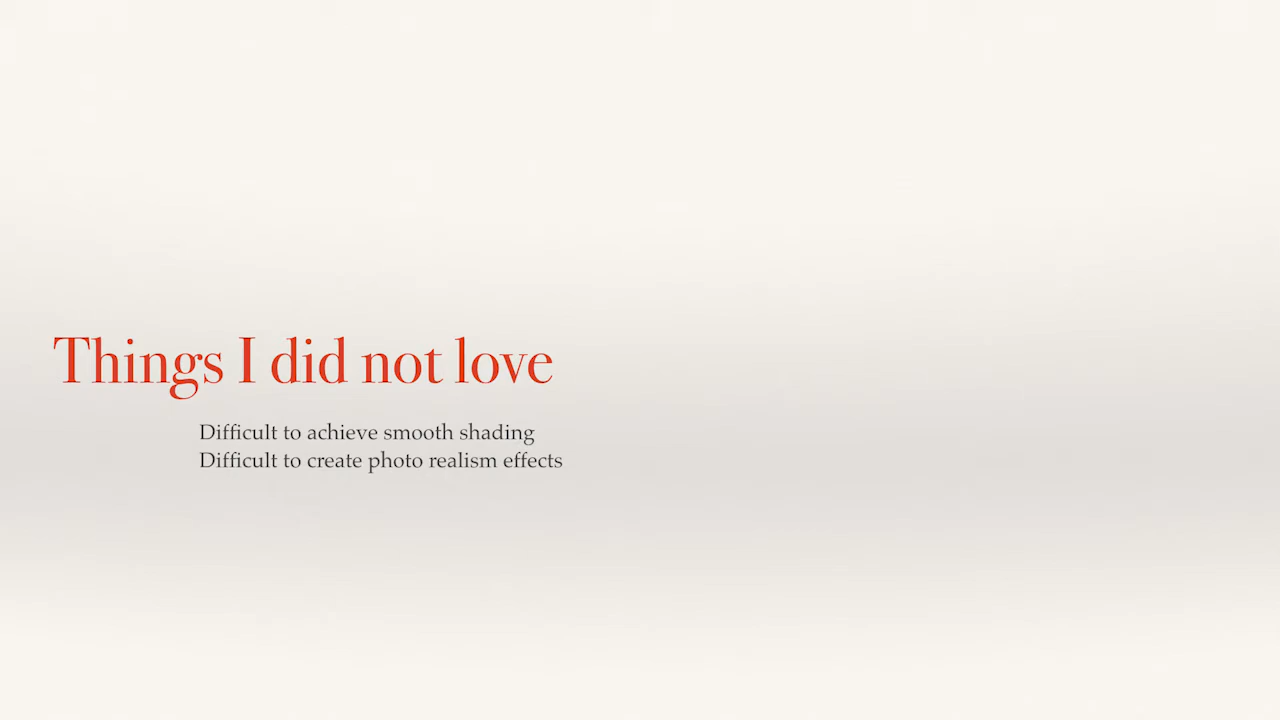 Things I did not love
Difficult to achieve smooth shading
Difficult to create photo realism effects